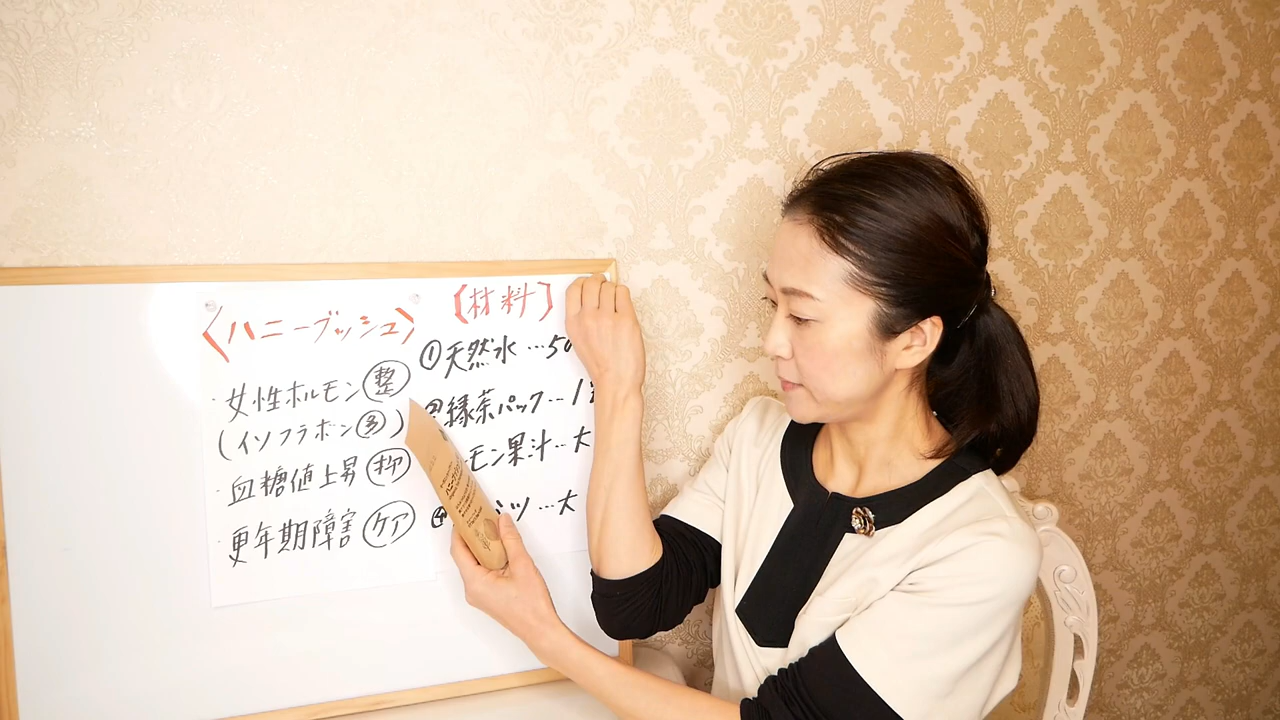 〈ハニーブッシュ〉
・女性ホルモン 整
(イソフラボン 多)
・血糖値上昇 抑
・更年期障害 ケア
【材料】
①天然水…50
緑茶パック…1
モン果汁…大
④ ミツ…大